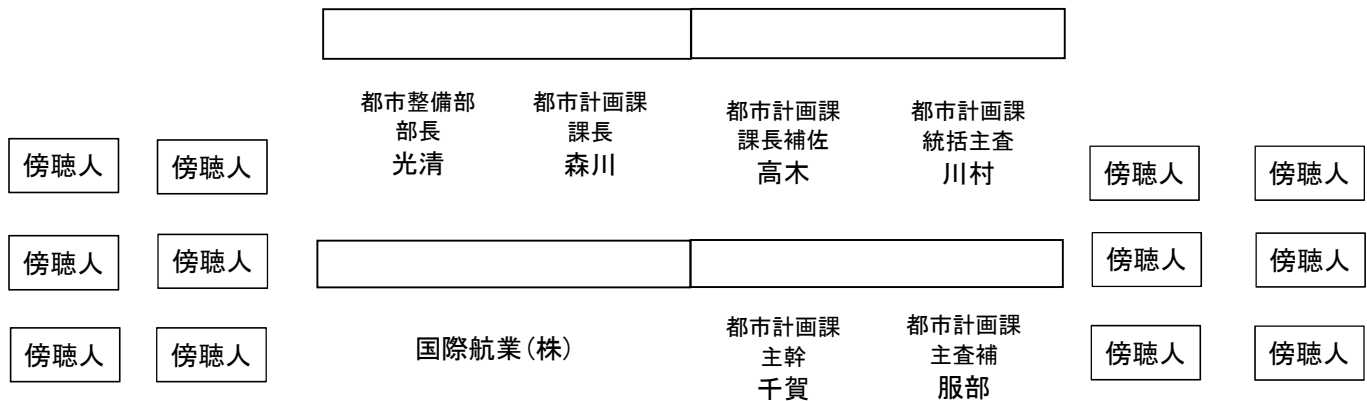 都市整備部
部長
光清
都市計画課
課長
森川
都市計画課
課長補佐
高木
都市計画課
統括主査
川村
傍聴人
傍聴人
傍聴人
傍聴人
傍聴人
傍聴人
傍聴人
傍聴人
国際航業(株)
都市計画課
主幹
千賀
都市計画課
主査補
服部
傍聴人
傍聴人
傍聴人
傍聴人